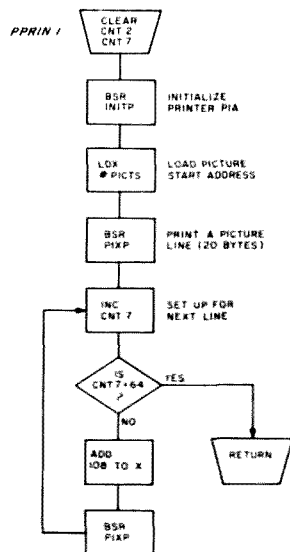 PPRIN 1
CLEAR
CNT 2
CNT 7
BSR
INITP
INITIALIZE
PRINTER PIA
LDX
# PICTS
LOAD PICTURE
START ADDRESS
BSR
PIXP
PRINT A PICTURE
LINE (20 BYTES)
INC
CNT 7
SET UP FOR
NEXT LINE
IS
CNT 7=64
?
YES
NO
ADD
108 TO X
RETURN
BSR
PIXP